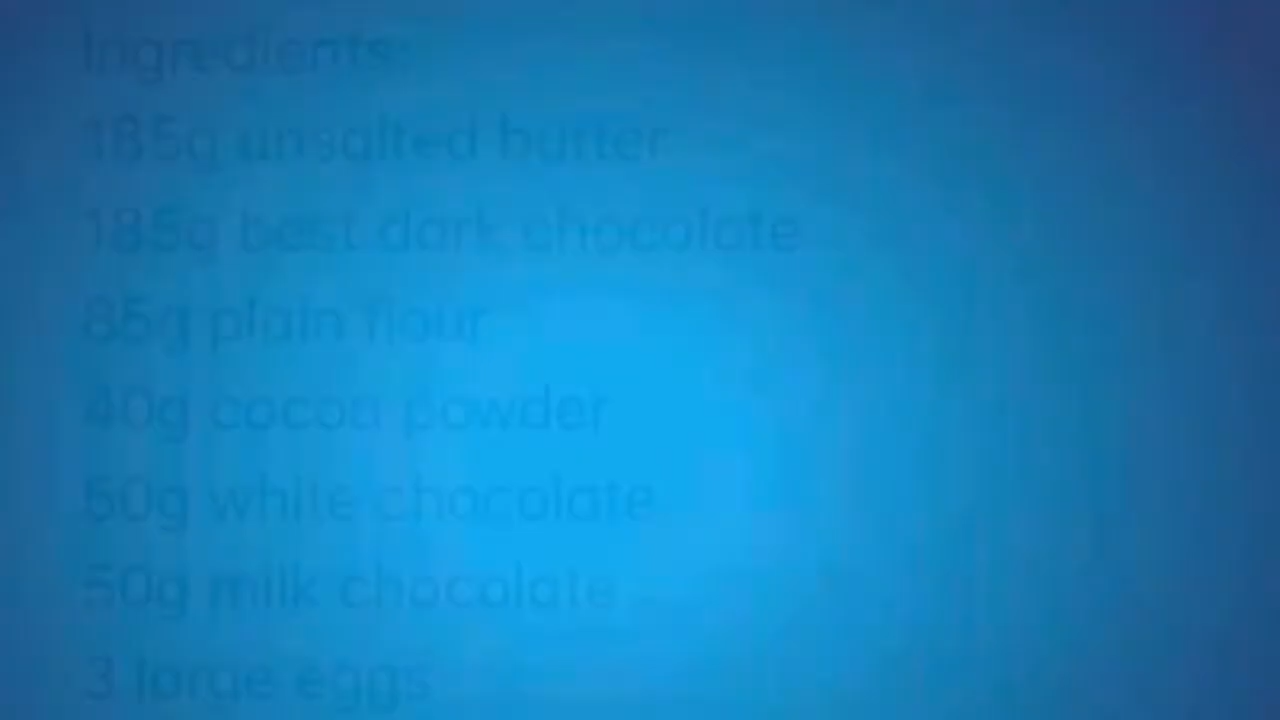 Ingredients:
185g unsalted butter
185g best dark chocolate
85g plain flour
40g cocoa powder
50g white chocolate
50g milk chocolate
3 large eggs